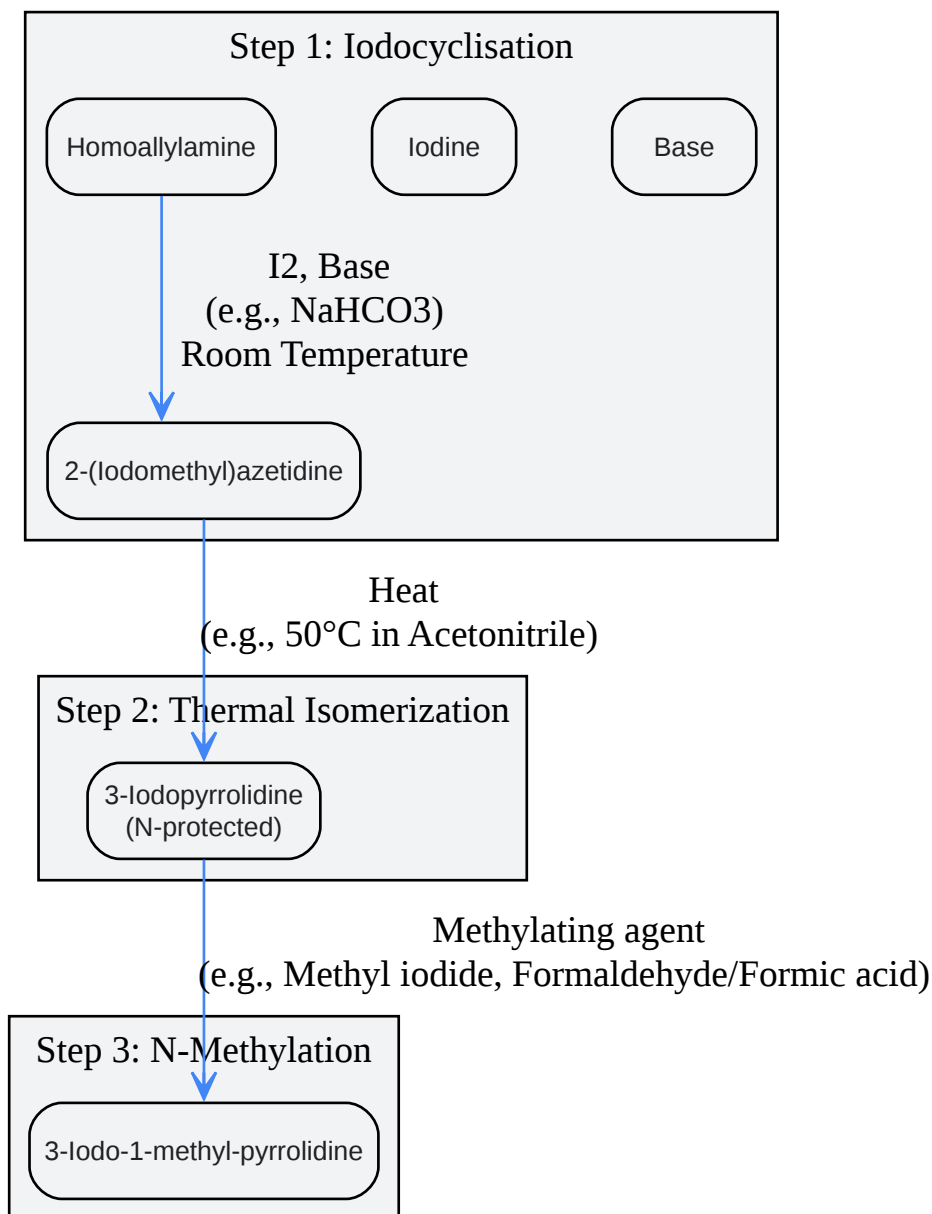 Step 1: Iodocyclisation
Homoallylamine
Iodine
Base
I2, Base
(e.g., NaHCO3)
Room Temperature
2-(Iodomethyl)azetidine
Heat
(e.g., 50°C in Acetonitrile)
Step 2: Thermal Isomerization
3-Iodopyrrolidine
(N-protected)
Methylating agent
(e.g., Methyl iodide, Formaldehyde/Formic acid)
Step 3: N-Methylation
3-Iodo-1-methyl-pyrrolidine